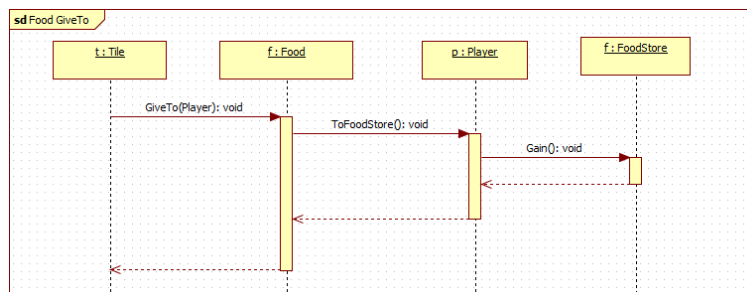 sd Food GiveTo
t : Tile
f : Food
p : Player
f : FoodStore
GiveTo(Player): void
ToFoodStore(): void
Gain(): void